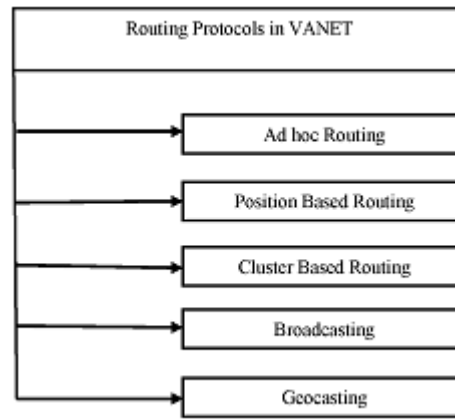 Routing Protocols in VANET
Ad hoc Routing
Position Based Routing
Cluster Based Routing
Broadcasting
Geocasting